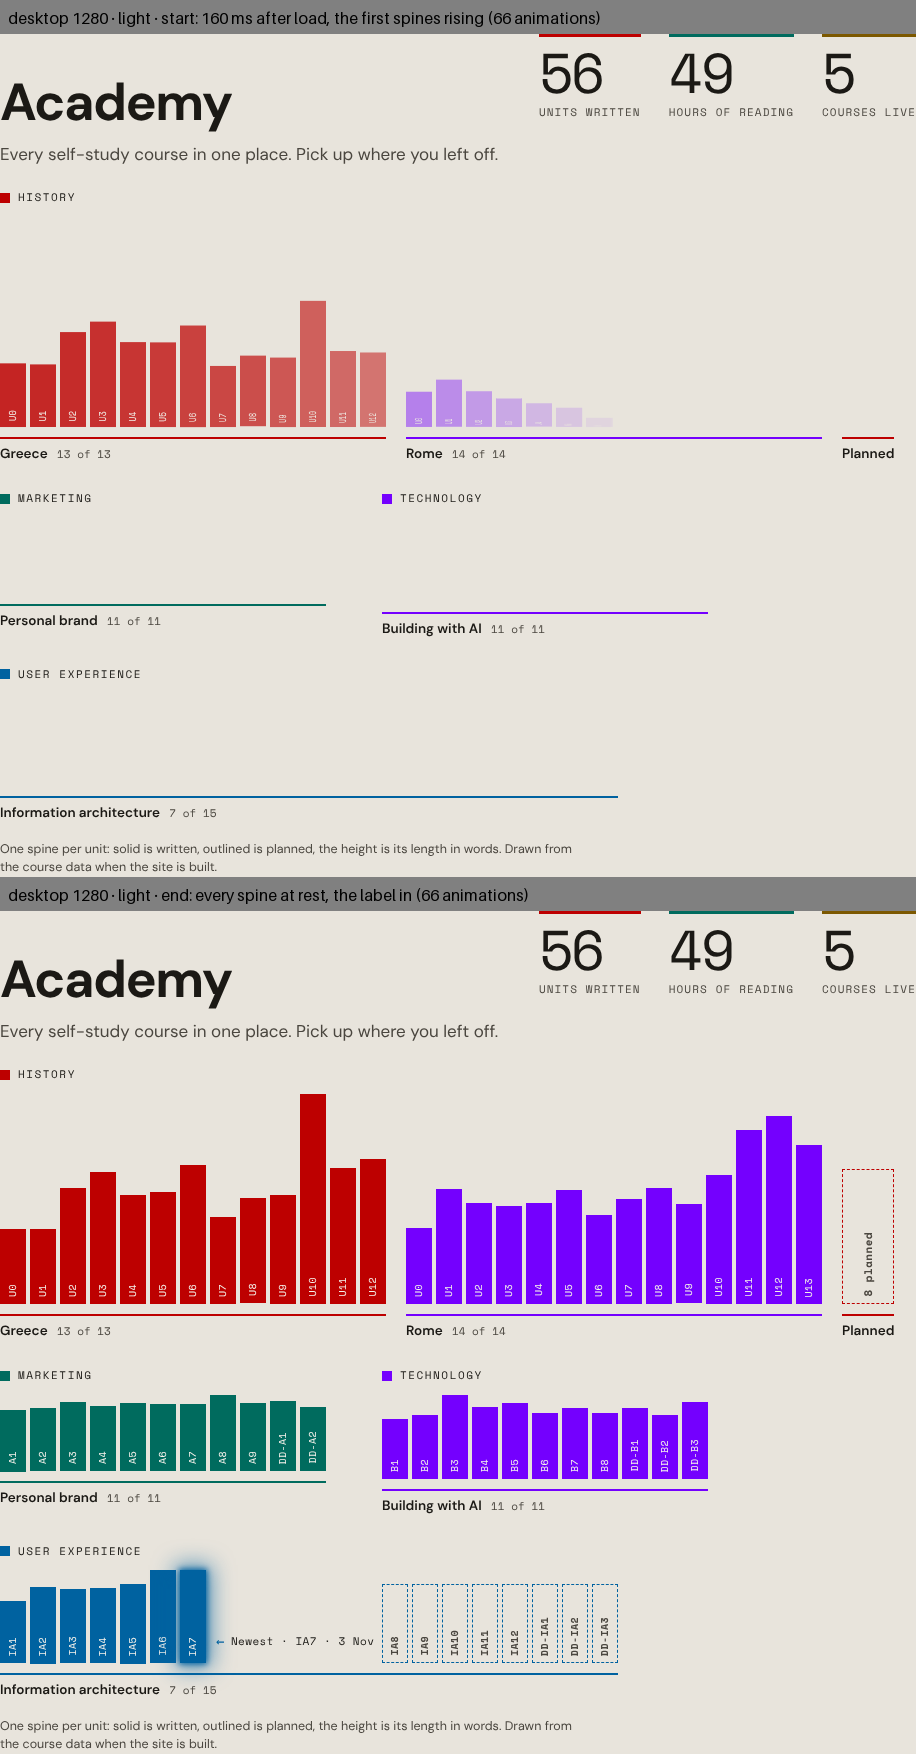 desktop 1280 · light · start: 160 ms after load, the first spines rising (66 animations)
56 49 5
UNITS WRITTEN HOURS OF READING COURSES LIVE
Academy
Every self-study course in one place. Pick up where you left off.
HISTORY
U0 U1 U2 U3 U4 U5 U6 U7 U8 U9 U10 U11 U12
Greece 13 of 13
Rome 14 of 14
Planned
MARKETING
TECHNOLOGY
Personal brand 11 of 11
Building with AI 11 of 11
USER EXPERIENCE
Information architecture 7 of 15
One spine per unit: solid is written, outlined is planned, the height is its length in words. Drawn from
the course data when the site is built.
desktop 1280 · light · end: every spine at rest, the label in (66 animations)
56 49 5
UNITS WRITTEN HOURS OF READING COURSES LIVE
Academy
Every self-study course in one place. Pick up where you left off.
HISTORY
U0 U1 U2 U3 U4 U5 U6 U7 U8 U9 U10 U11 U12
U0 U1 U2 U3 U4 U5 U6 U7 U8 U9 U10 U11 U12 U13
8 planned
Greece 13 of 13
Rome 14 of 14
Planned
MARKETING
TECHNOLOGY
A1 A2 A3 A4 A5 A6 A7 A8 A9 DD-A1 DD-A2
B1 B2 B3 B4 B5 B6 B7 B8 DD-B1 DD-B2 DD-B3
Personal brand 11 of 11
Building with AI 11 of 11
USER EXPERIENCE
IA1 IA2 IA3 IA4 IA5 IA6 IA7
← Newest · IA7 · 3 Nov
IA8 IA9 IA10 IA11 IA12 DD-IA1 DD-IA2 DD-IA3
Information architecture 7 of 15
One spine per unit: solid is written, outlined is planned, the height is its length in words. Drawn from
the course data when the site is built.